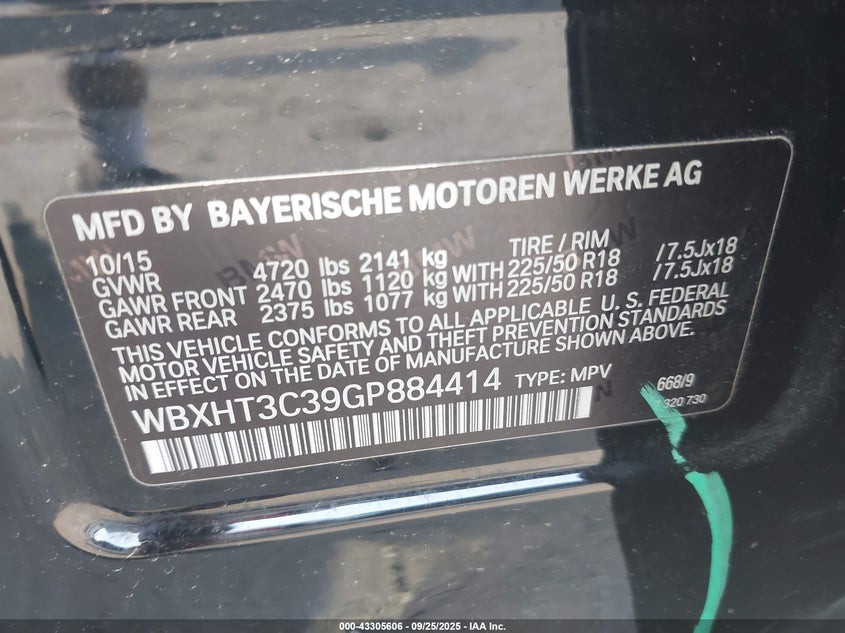 MFD BY BAYERISCHE MOTOREN WERKE AG
10/15 TIRE / RIM
GVWR 4720 lbs 2141 kg
GAWR FRONT 2470 lbs 1120 kg WITH 225/50 R18 /7.5Jx18
GAWR REAR 2375 lbs 1077 kg WITH 225/50 R18 /7.5Jx18
THIS VEHICLE CONFORMS TO ALL APPLICABLE U. S. FEDERAL
MOTOR VEHICLE SAFETY AND THEFT PREVENTION STANDARDS
IN EFFECT ON THE DATE OF MANUFACTURE SHOWN ABOVE.
WBXHT3C39GP884414 TYPE: MPV 668/9
320 730
000-43305606 - 09/25/2025 - IAA Inc.